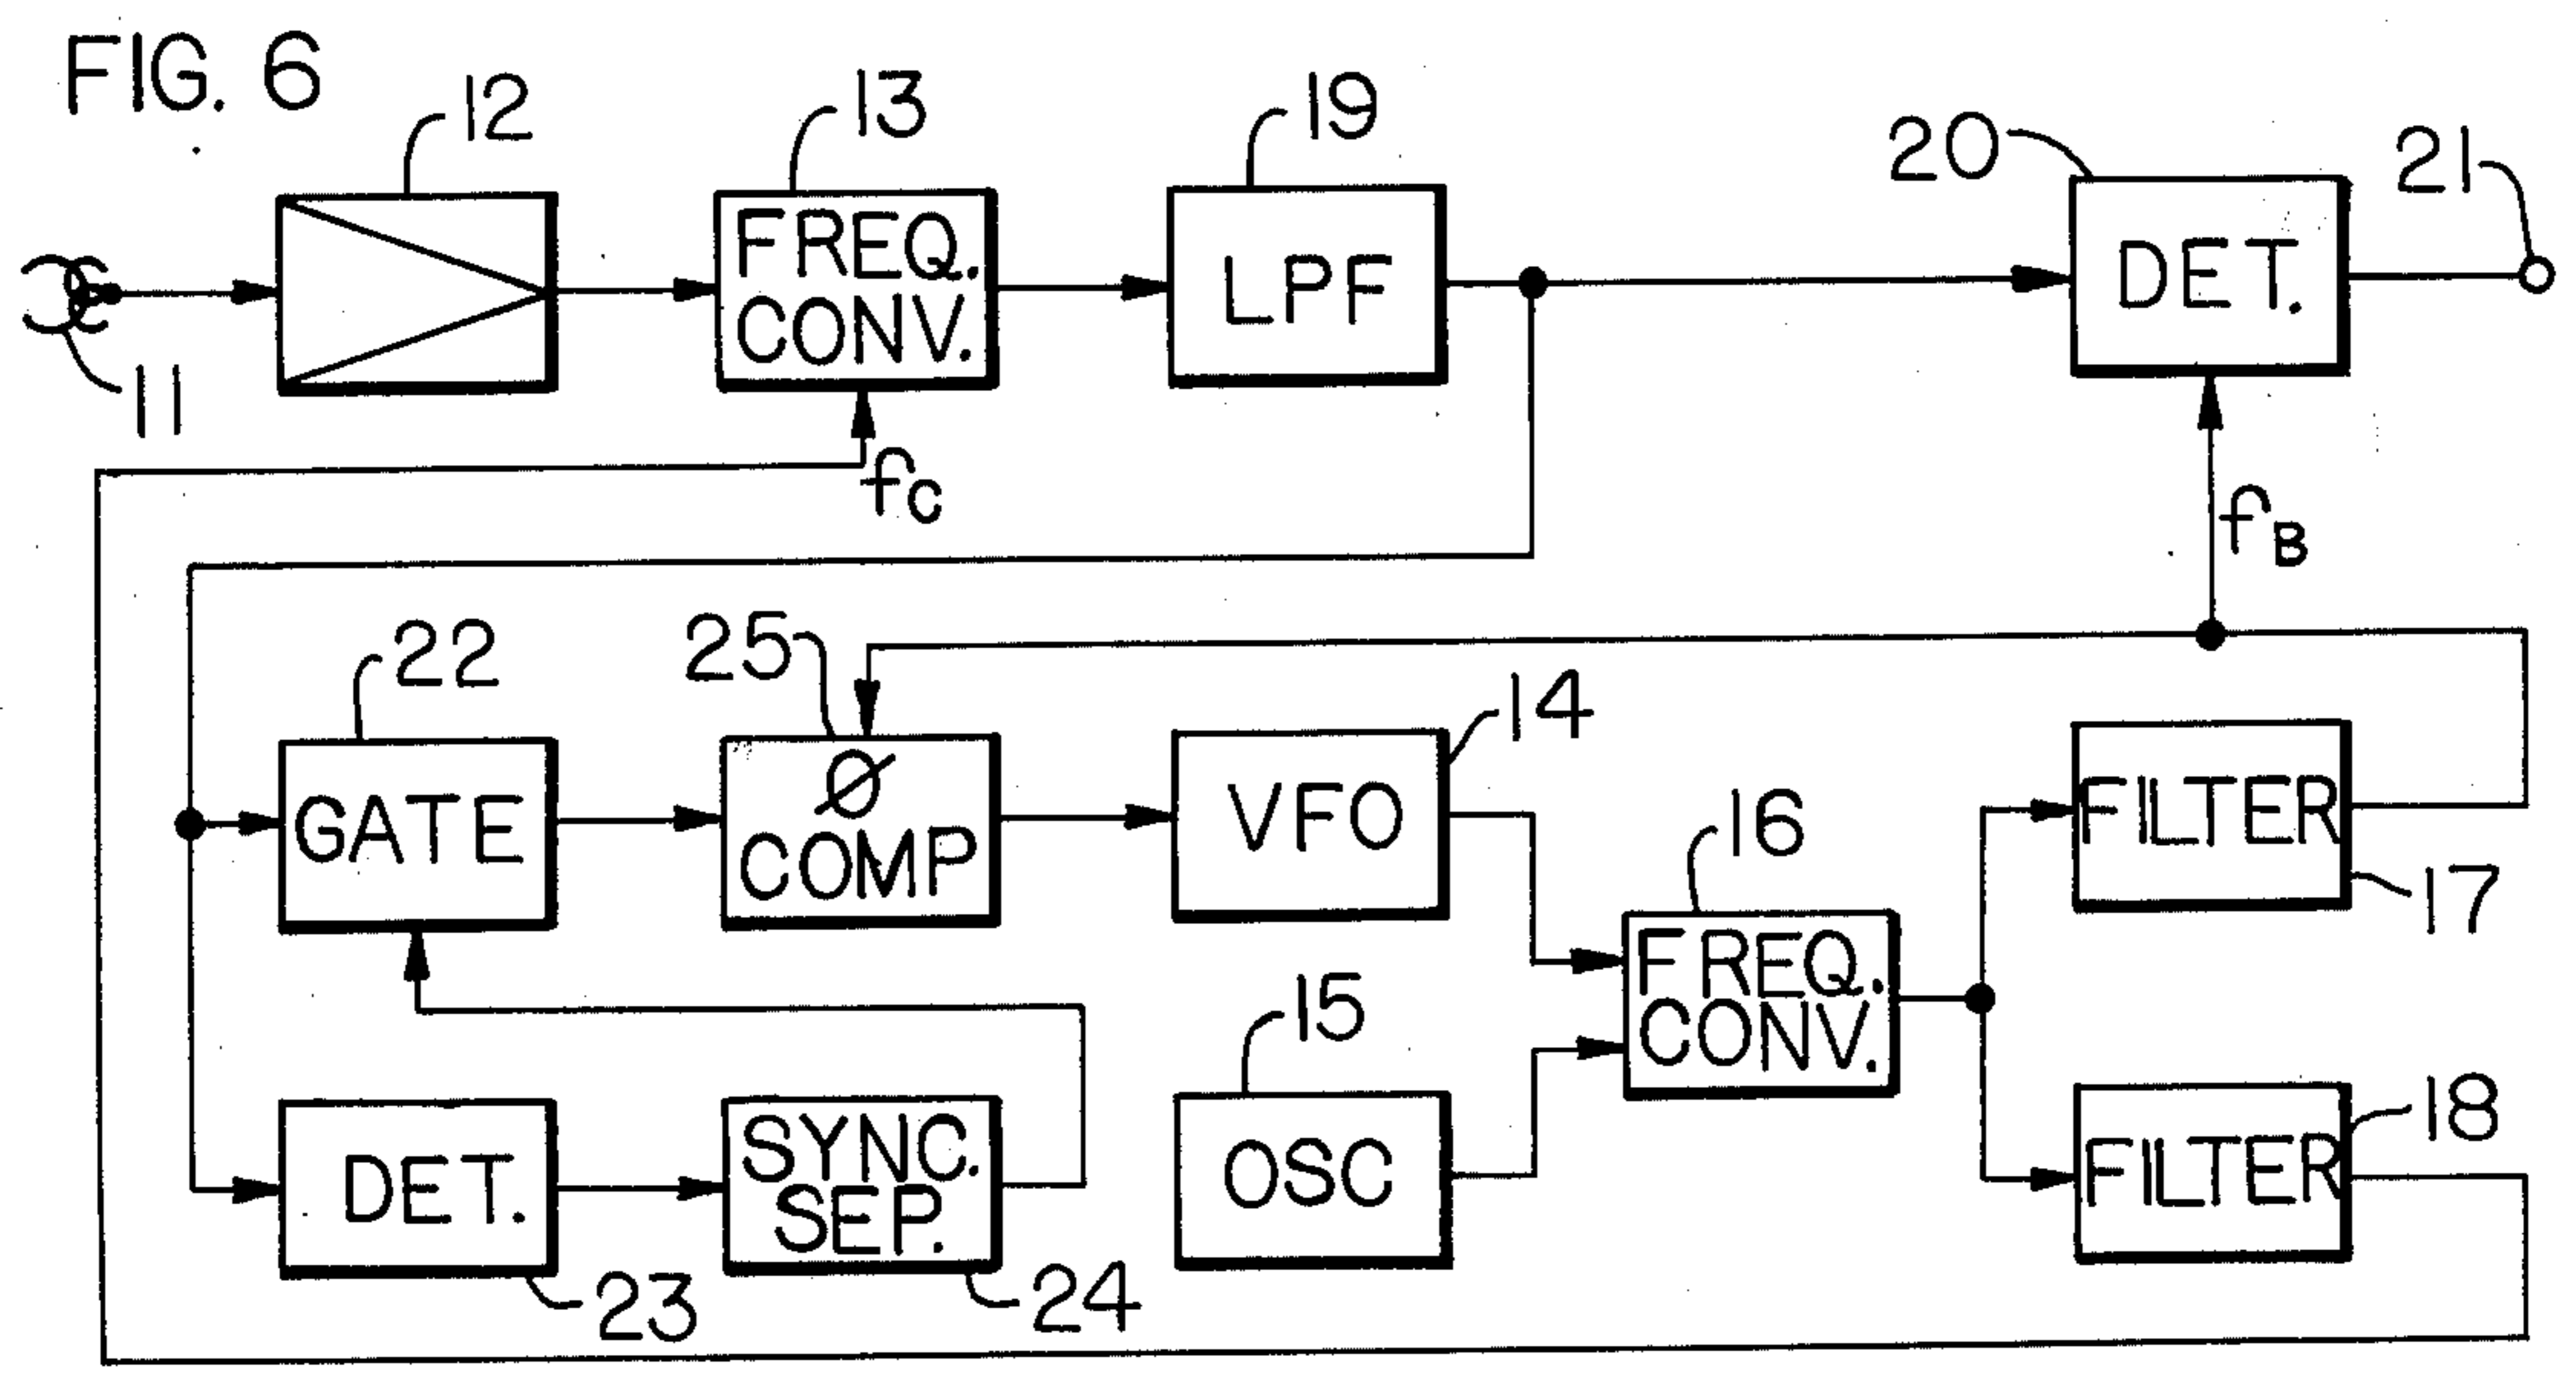 FIG. 6
12
13
19
20
21
11
FREQ.
CONV.
LPF
DET.
fC
fB
22
25
14
GATE
Ø
COMP
VFO
16
FILTER
17
FREQ.
CONV.
15
DET.
23
SYNC.
SEP.
24
OSC
18
FILTER